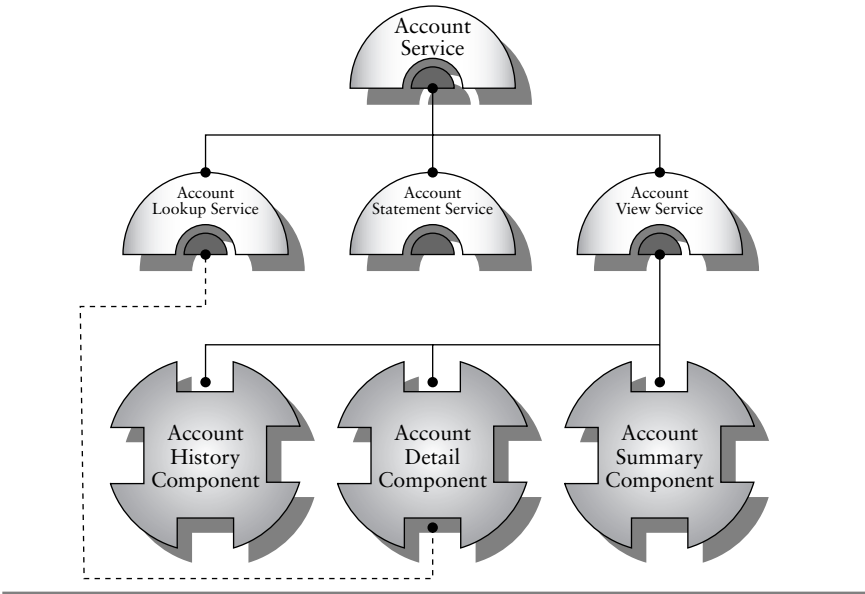 Account
Service
Account
Lookup Service
Account
Statement Service
Account
View Service
Account
History
Component
Account
Detail
Component
Account
Summary
Component